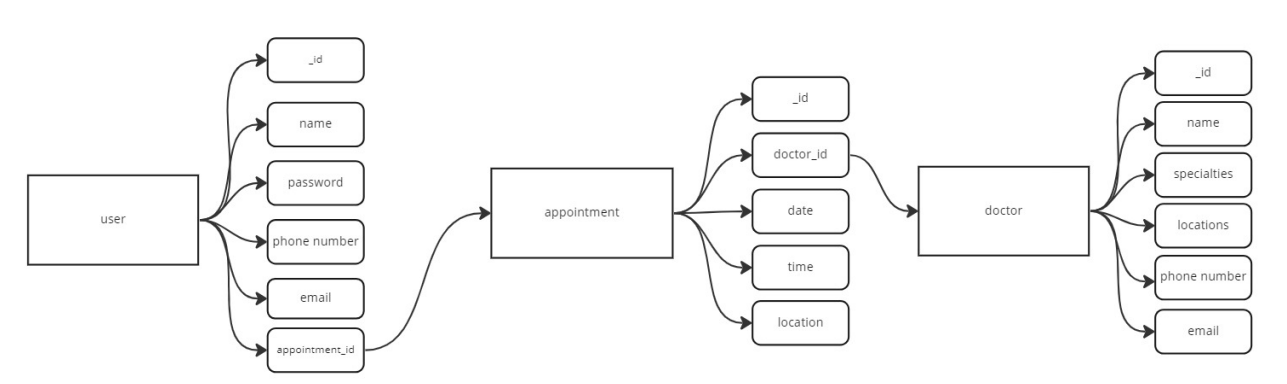 user
_id
name
password
phone number
email
appointment_id
appointment
_id
doctor_id
date
time
location
doctor
_id
name
specialties
locations
phone number
email